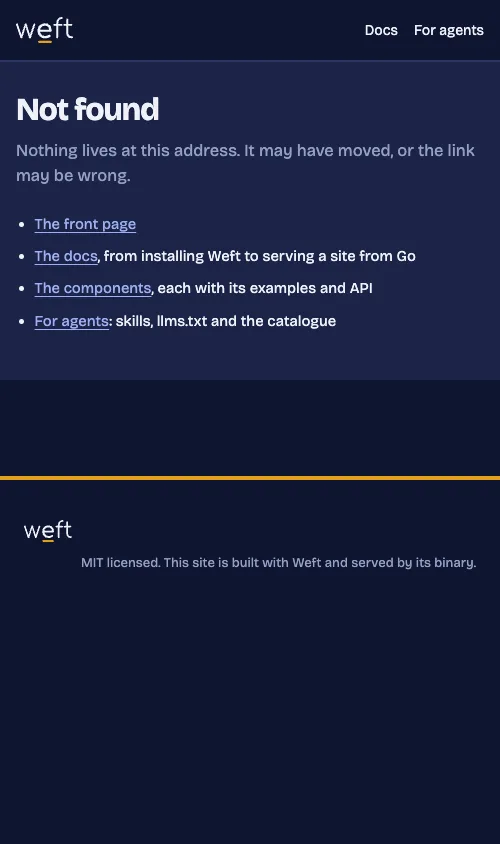 weft
Docs
For agents
Not found
Nothing lives at this address. It may have moved, or the link
may be wrong.
The front page
The docs, from installing Weft to serving a site from Go
The components, each with its examples and API
For agents: skills, llms.txt and the catalogue
weft
MIT licensed. This site is built with Weft and served by its binary.